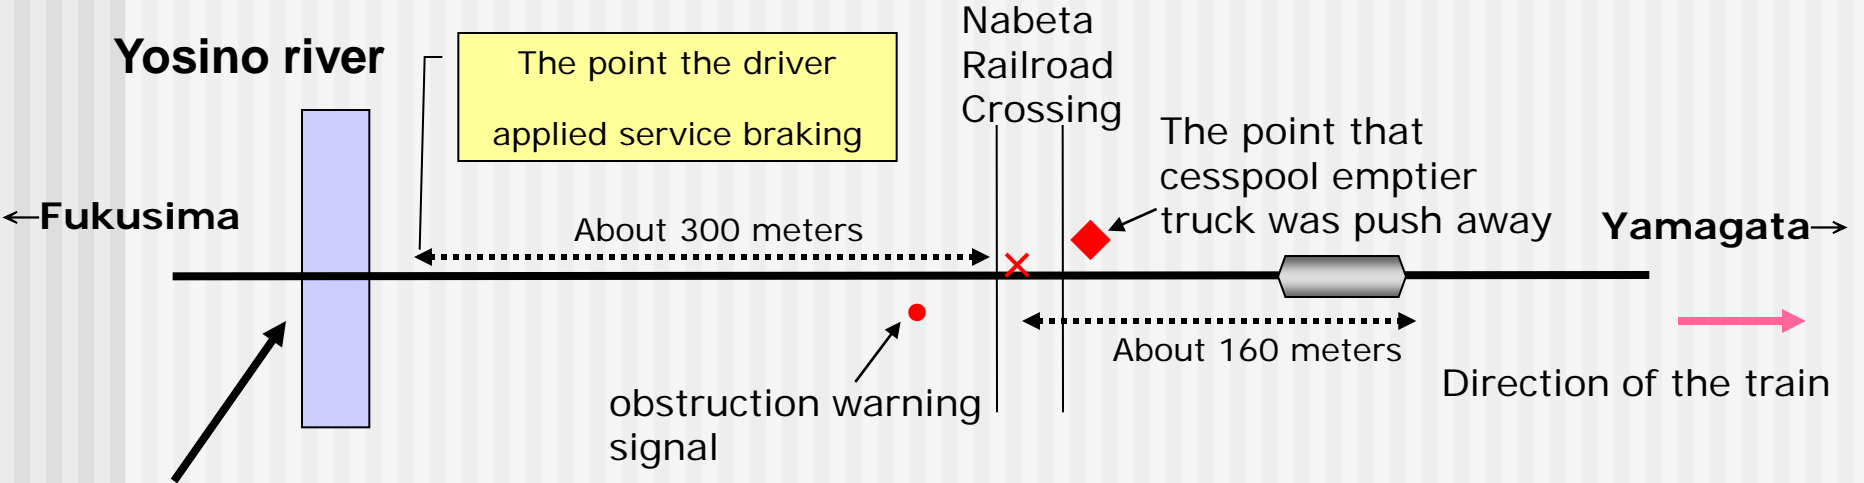 Yosino river
The point the driver
applied service braking
Nabeta
Railroad
Crossing
The point that
cesspool emptier
truck was push away
←Fukusima
About 300 meters
Yamagata→
About 160 meters
Direction of the train
obstruction warning
signal